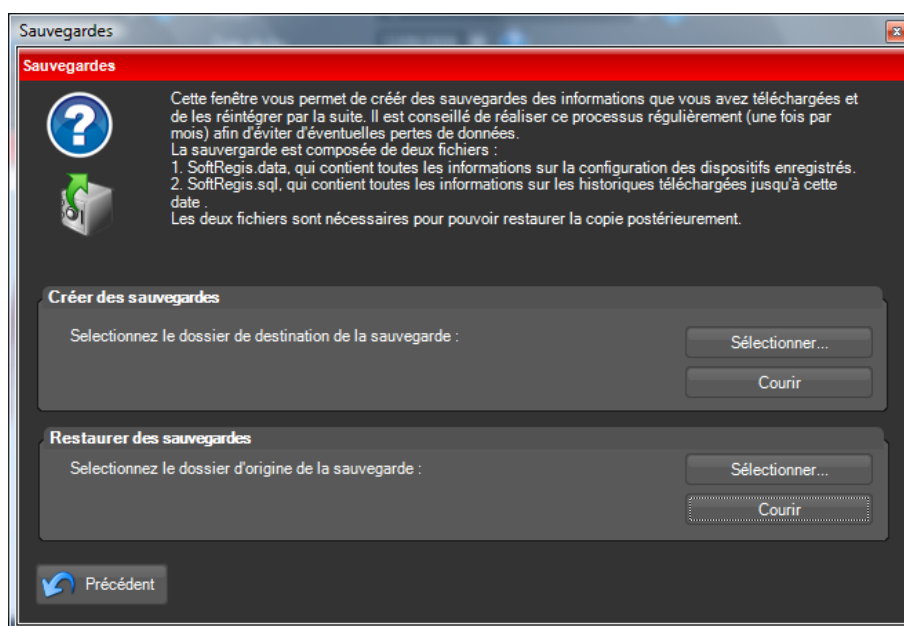 Sauvegardes
Sauvegardes
Cette fenêtre vous permet de créér des sauvegardes des informations que vous avez téléchargées et
de les réintégrer par la suite. Il est conseillé de réaliser ce processus régulièrement (une fois par
mois) afin d'éviter d'éventuelles pertes de données.
La sauvergarde est composée de deux fichiers :
1. SoftRegis.data, qui contient toutes les informations sur la configuration des dispositifs enregistrés.
2. SoftRegis.sql, qui contient toutes les informations sur les historiques téléchargées jusqu'à cette
date .
Les deux fichiers sont nécessaires pour pouvoir restaurer la copie postérieurement.
Créer des sauvegardes
Selectionnez le dossier de destination de la sauvegarde :
Sélectionner...
Courir
Restaurer des sauvegardes
Selectionnez le dossier d'origine de la sauvegarde :
Sélectionner...
Courir
Précédent